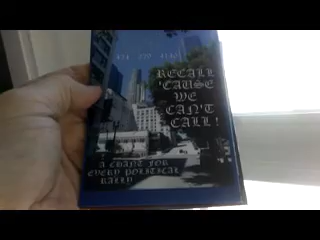 RECALL
'CAUSE
WE
CAN'T
CALL!
A CHANT FOR
EVERY POLITICAL
RALLY